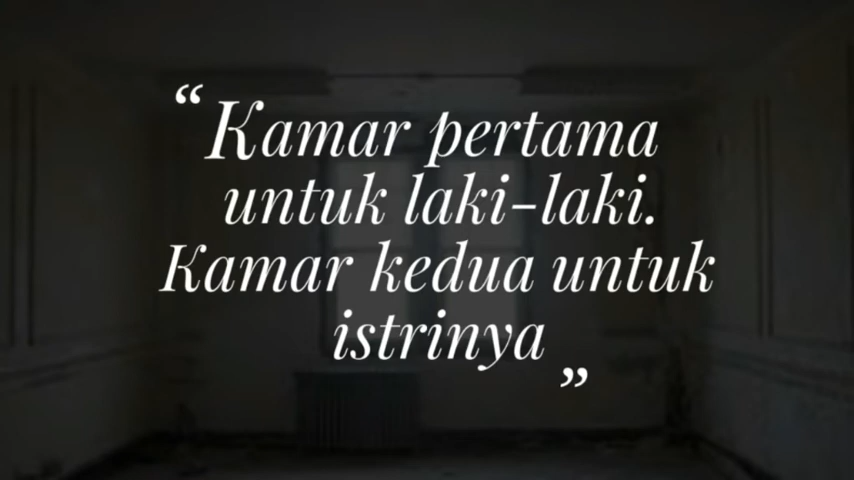 “Kamar pertama
untuk laki-laki.
Kamar kedua untuk
istrinya”